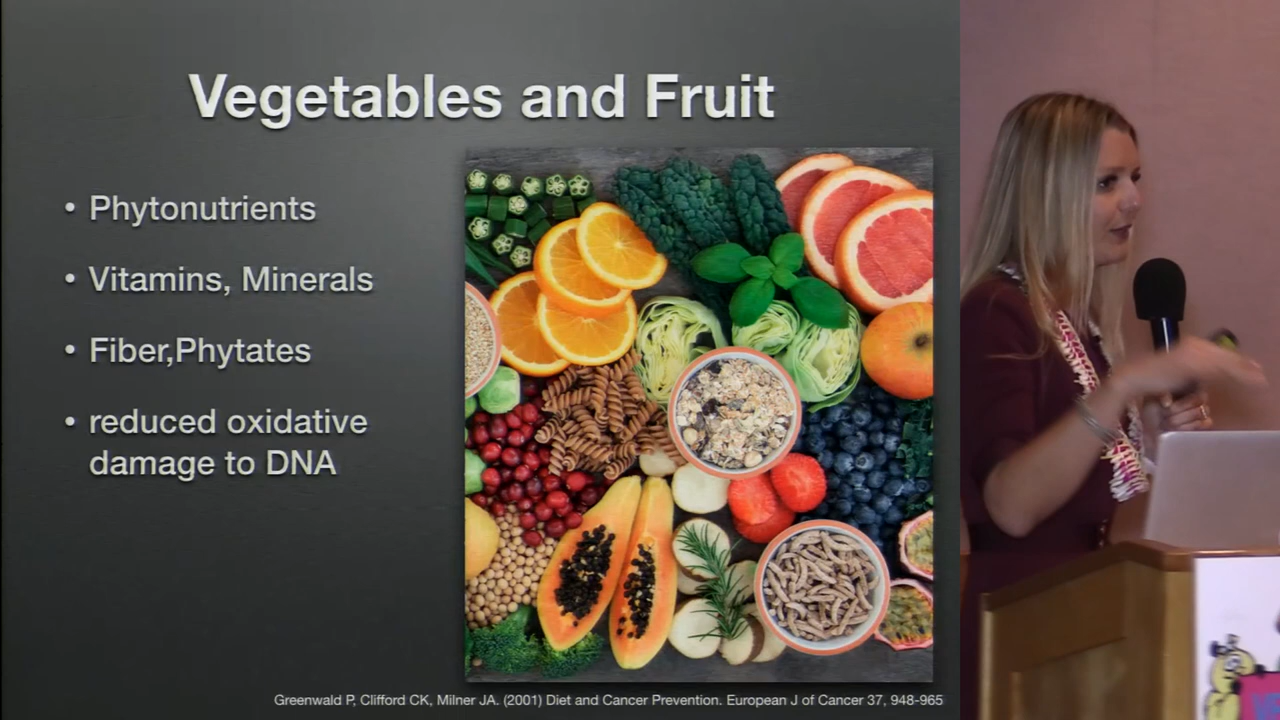 Vegetables and Fruit
• Phytonutrients
• Vitamins, Minerals
• Fiber,Phytates
• reduced oxidative
damage to DNA
Greenwald P, Clifford CK, Milner JA. (2001) Diet and Cancer Prevention. European J of Cancer 37, 948-965